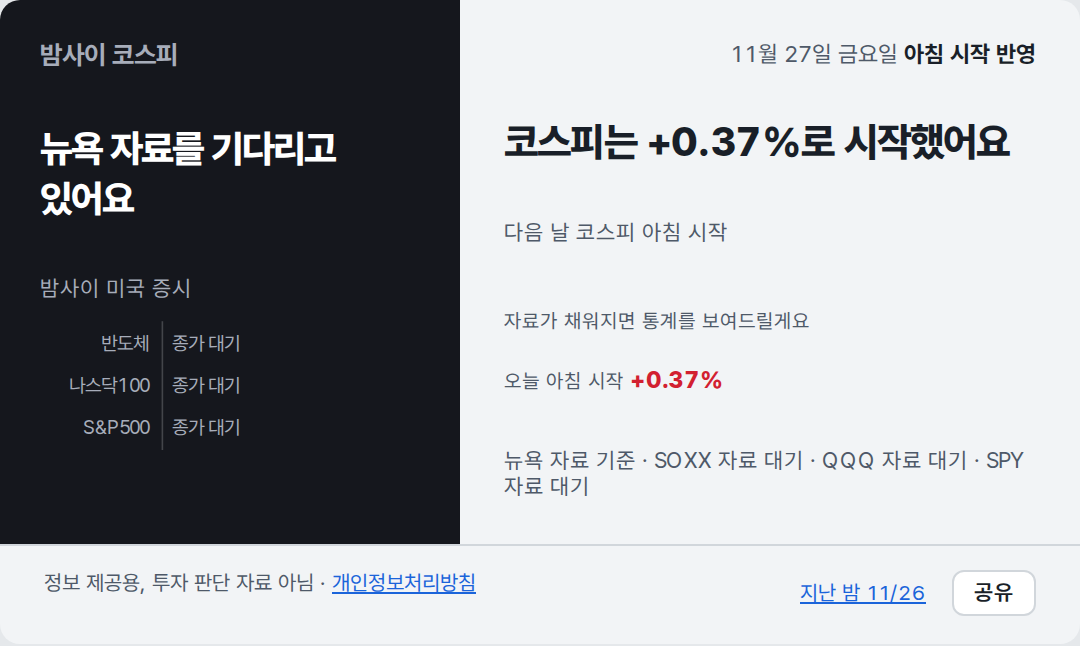 밤사이 코스피
뉴욕 자료를 기다리고
있어요
밤사이 미국 증시
반도체 종가 대기
나스닥100 종가 대기
S&P500 종가 대기
11월 27일 금요일 아침 시작 반영
코스피는 +0.37%로 시작했어요
다음 날 코스피 아침 시작
자료가 채워지면 통계를 보여드릴게요
오늘 아침 시작 +0.37%
뉴욕 자료 기준 · SOXX 자료 대기 · QQQ 자료 대기 · SPY
자료 대기
정보 제공용, 투자 판단 자료 아님 · 개인정보처리방침
지난 밤 11/26
공유